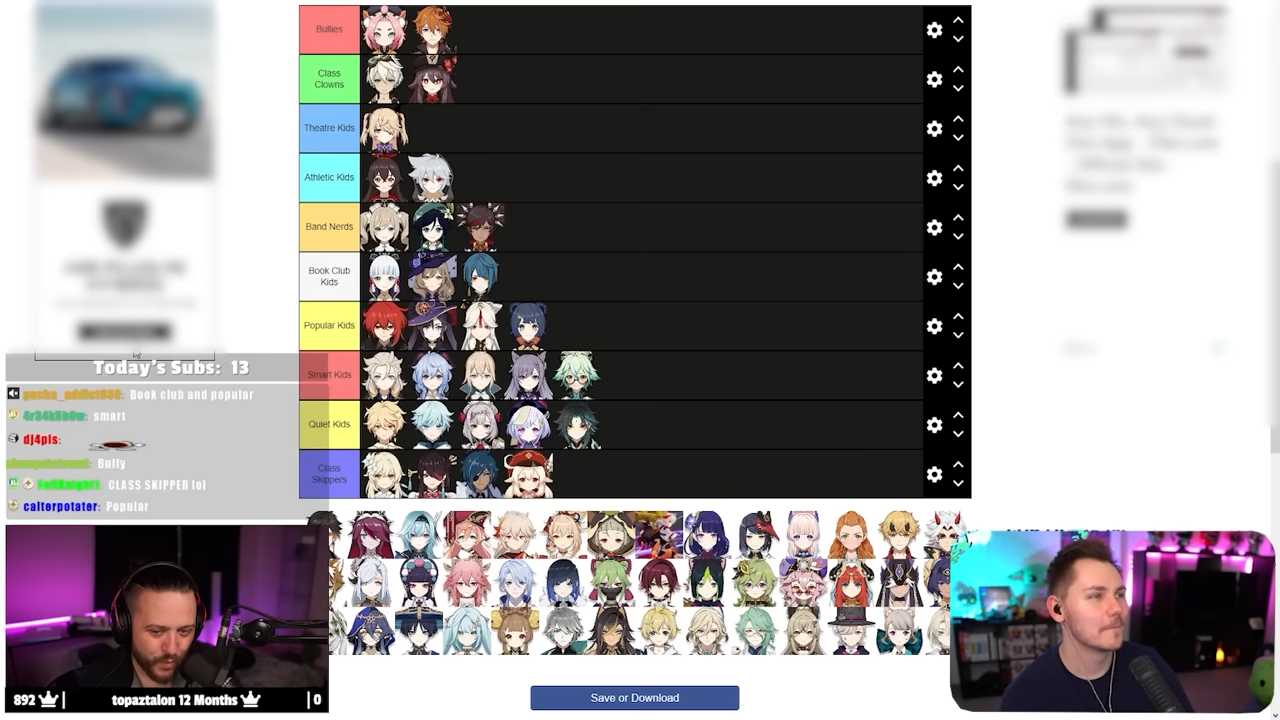 Bullies
Class
Clowns
Theatre Kids
Athletic Kids
Band Nerds
Book Club
Kids
Popular Kids
Smart Kids
Quiet Kids
Class
Skippers
Today's Subs: 13
Book club and popular
smart
dj4pis:
Bully
CLASS SKIPPER lol
calterpotater: Popular
892
topaztalon 12 Months
0
Save or Download